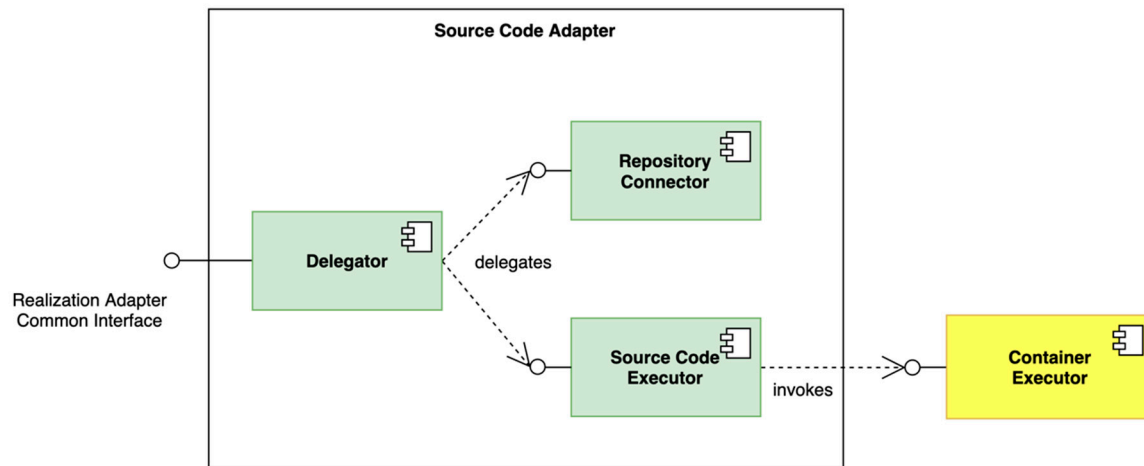 Source Code Adapter
Repository
Connector
Delegator
delegates
Realization Adapter
Common Interface
Source Code
Executor
invokes
Container
Executor